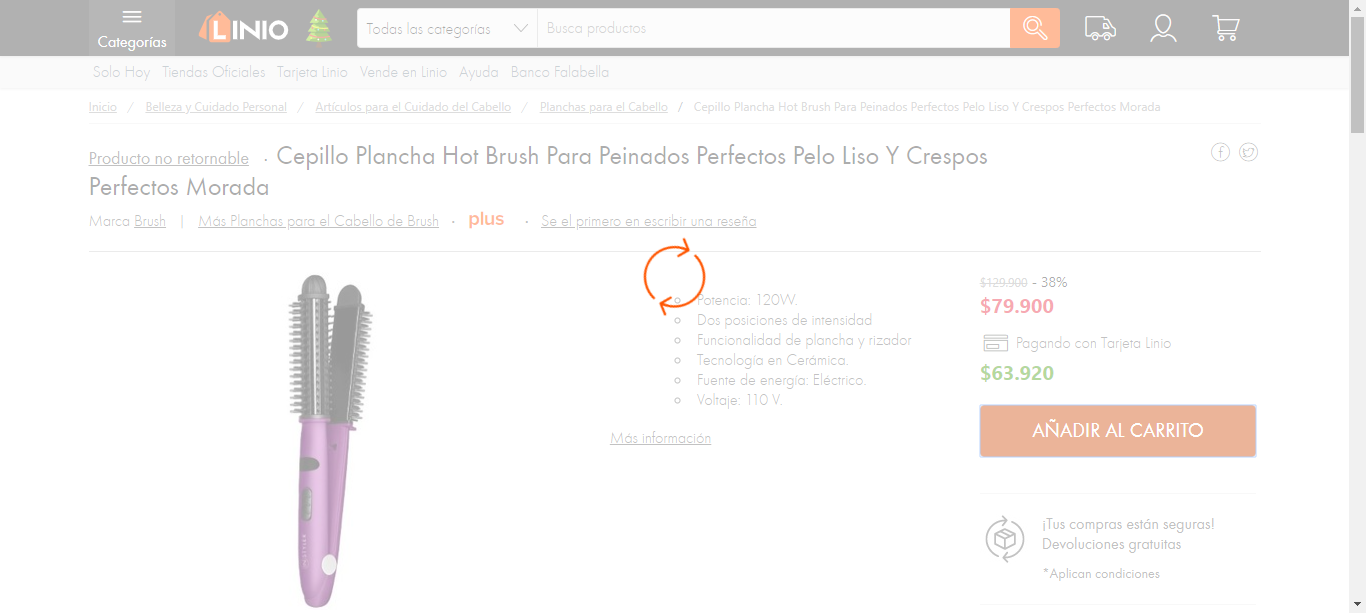 Categorías
LINIO
Todas las categorías
Busca productos
Solo Hoy Tiendas Oficiales Tarjeta Linio Vende en Linio Ayuda Banco Falabella
Inicio / Belleza y Cuidado Personal / Artículos para el Cuidado del Cabello / Planchas para el Cabello / Cepillo Plancha Hot Brush Para Peinados Perfectos Pelo Liso Y Crespos Perfectos Morada
Producto no retornable · Cepillo Plancha Hot Brush Para Peinados Perfectos Pelo Liso Y Crespos
Perfectos Morada
Marca Brush | Más Planchas para el Cabello de Brush · plus · Se el primero en escribir una reseña
Potencia: 120W.
Dos posiciones de intensidad
Funcionalidad de plancha y rizador
Tecnología en Cerámica.
Fuente de energía: Eléctrico.
Voltaje: 110 V.
Más información
$129.900 - 38%
$79.900
Pagando con Tarjeta Linio
$63.920
AÑADIR AL CARRITO
¡Tus compras están seguras!
Devoluciones gratuitas
*Aplican condiciones